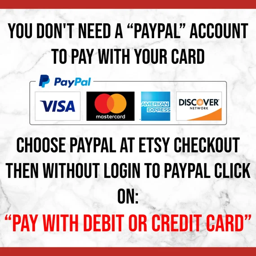 YOU DON'T NEED A “PAYPAL” ACCOUNT
TO PAY WITH YOUR CARD
PayPal
VISA
mastercard
AMERICAN EXPRESS
DISCOVER
NETWORK
CHOOSE PAYPAL AT ETSY CHECKOUT
THEN WITHOUT LOGIN TO PAYPAL CLICK
ON:
“PAY WITH DEBIT OR CREDIT CARD”